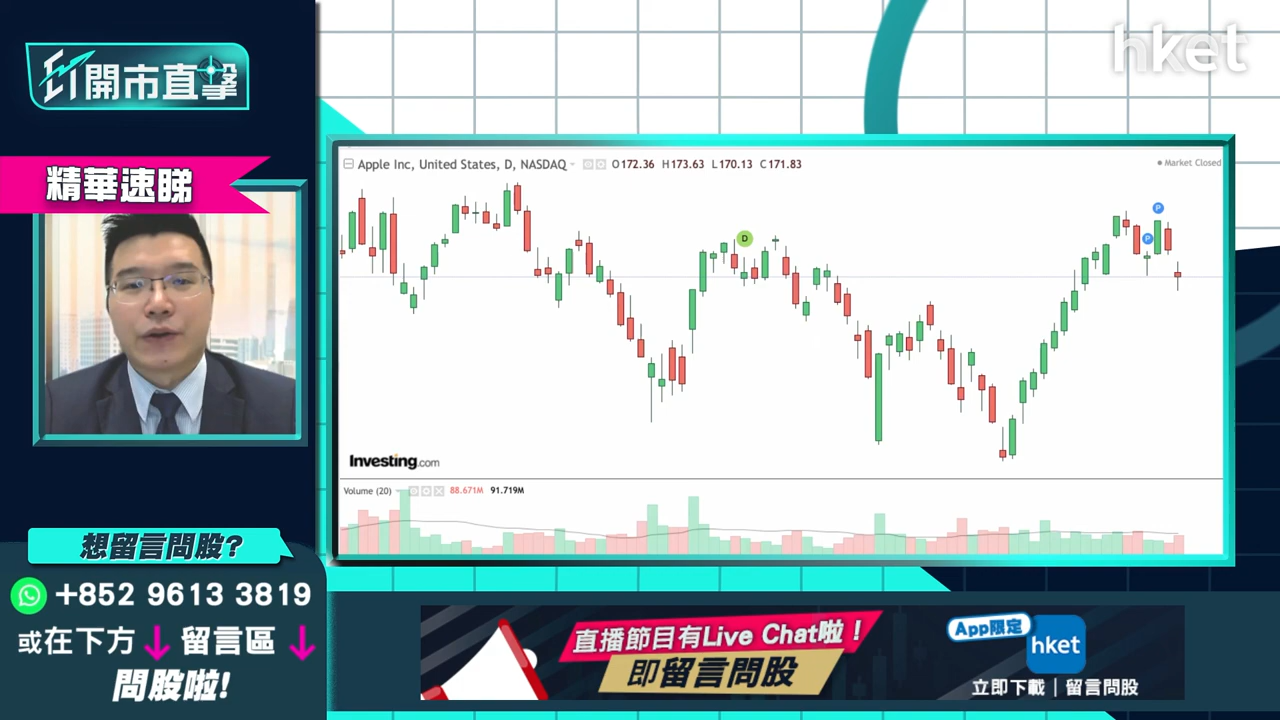 hket
ET開市直擊
精華速睇
Apple Inc, United States, D, NASDAQ O172.36 H173.63 L170.13 C171.83
Market Closed
P
D
P
Investing.com
Volume (20) 88.671M 91.719M
想留言問股?
+852 9613 3819
或在下方 留言區
問股啦!
直播節目有Live Chat啦!
即留言問股
App限定
hket
立即下載|留言問股